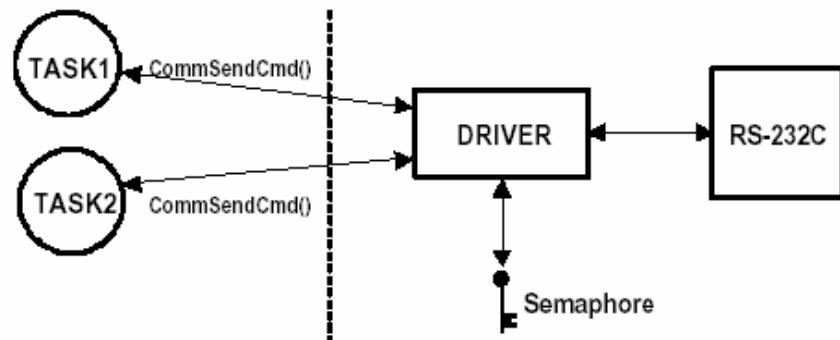 TASK1
CommSendCmd()
DRIVER
RS-232C
TASK2
CommSendCmd()
Semaphore